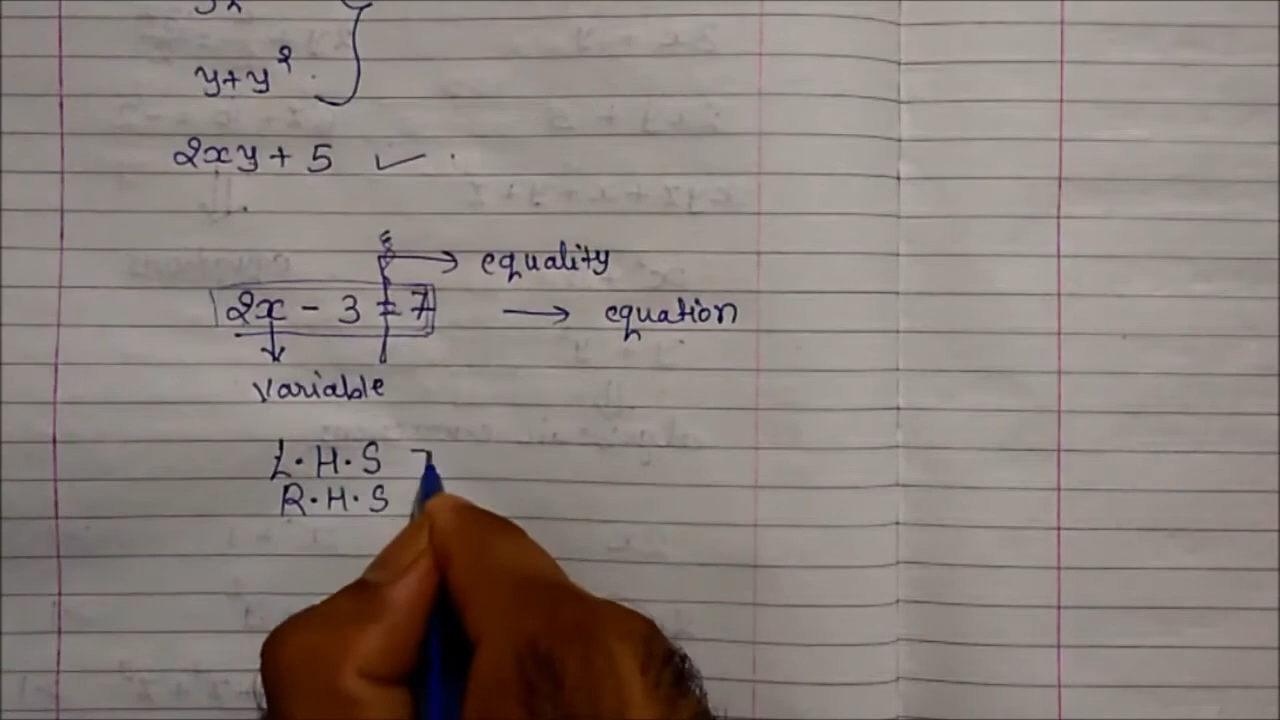 y+y²
2xy + 5 ✓
→ equality
2x - 3 = 7 → equation
variable
L.H.S
R.H.S